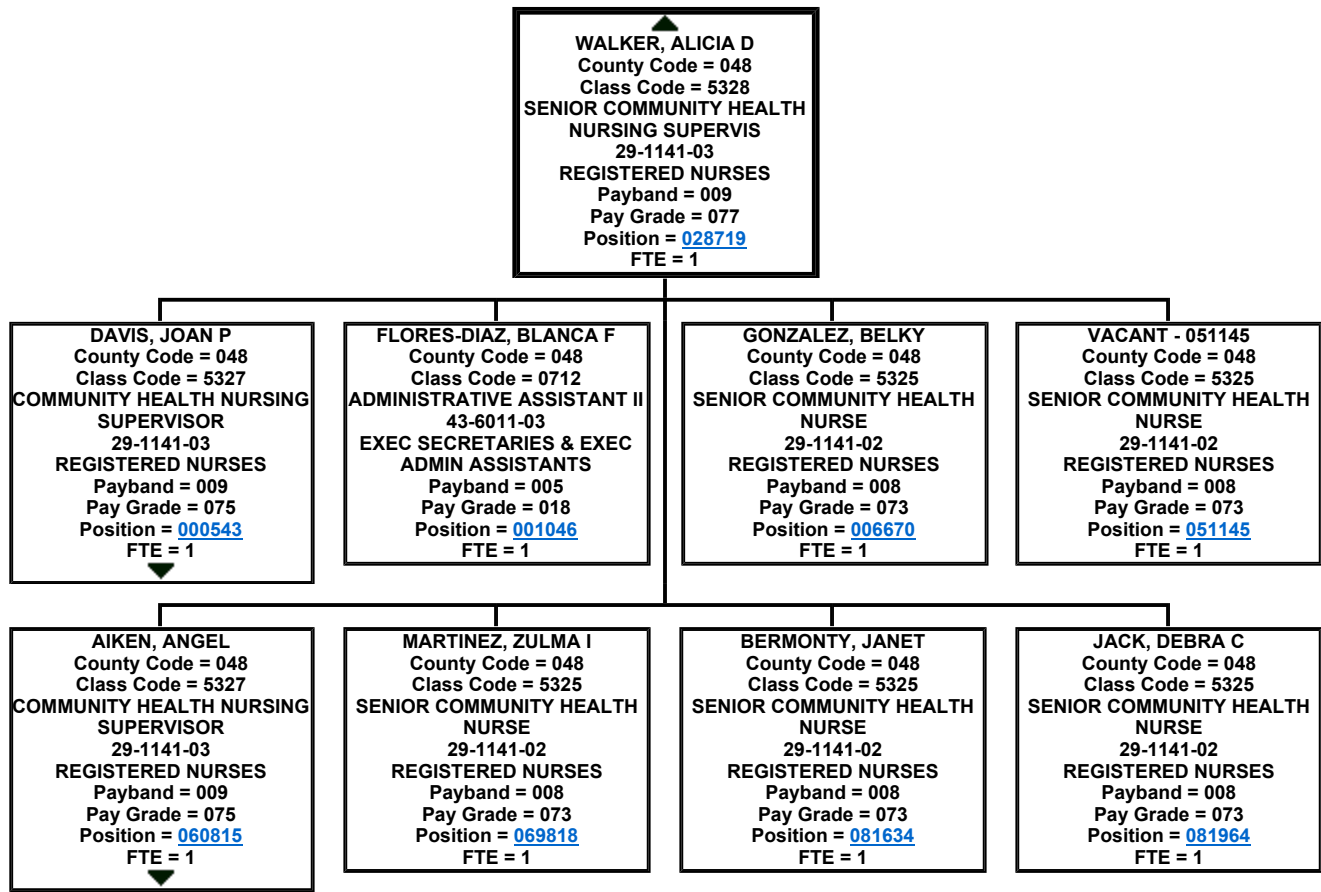 WALKER, ALICIA D
County Code = 048
Class Code = 5328
SENIOR COMMUNITY HEALTH
NURSING SUPERVIS
29-1141-03
REGISTERED NURSES
Payband = 009
Pay Grade = 077
Position = 028719
FTE = 1
DAVIS, JOAN P
County Code = 048
Class Code = 5327
COMMUNITY HEALTH NURSING
SUPERVISOR
29-1141-03
REGISTERED NURSES
Payband = 009
Pay Grade = 075
Position = 000543
FTE = 1
FLORES-DIAZ, BLANCA F
County Code = 048
Class Code = 0712
ADMINISTRATIVE ASSISTANT II
43-6011-03
EXEC SECRETARIES & EXEC
ADMIN ASSISTANTS
Payband = 005
Pay Grade = 018
Position = 001046
FTE = 1
GONZALEZ, BELKY
County Code = 048
Class Code = 5325
SENIOR COMMUNITY HEALTH
NURSE
29-1141-02
REGISTERED NURSES
Payband = 008
Pay Grade = 073
Position = 006670
FTE = 1
VACANT - 051145
County Code = 048
Class Code = 5325
SENIOR COMMUNITY HEALTH
NURSE
29-1141-02
REGISTERED NURSES
Payband = 008
Pay Grade = 073
Position = 051145
FTE = 1
AIKEN, ANGEL
County Code = 048
Class Code = 5327
COMMUNITY HEALTH NURSING
SUPERVISOR
29-1141-03
REGISTERED NURSES
Payband = 009
Pay Grade = 075
Position = 060815
FTE = 1
MARTINEZ, ZULMA I
County Code = 048
Class Code = 5325
SENIOR COMMUNITY HEALTH
NURSE
29-1141-02
REGISTERED NURSES
Payband = 008
Pay Grade = 073
Position = 069818
FTE = 1
BERMONTY, JANET
County Code = 048
Class Code = 5325
SENIOR COMMUNITY HEALTH
NURSE
29-1141-02
REGISTERED NURSES
Payband = 008
Pay Grade = 073
Position = 081634
FTE = 1
JACK, DEBRA C
County Code = 048
Class Code = 5325
SENIOR COMMUNITY HEALTH
NURSE
29-1141-02
REGISTERED NURSES
Payband = 008
Pay Grade = 073
Position = 081964
FTE = 1